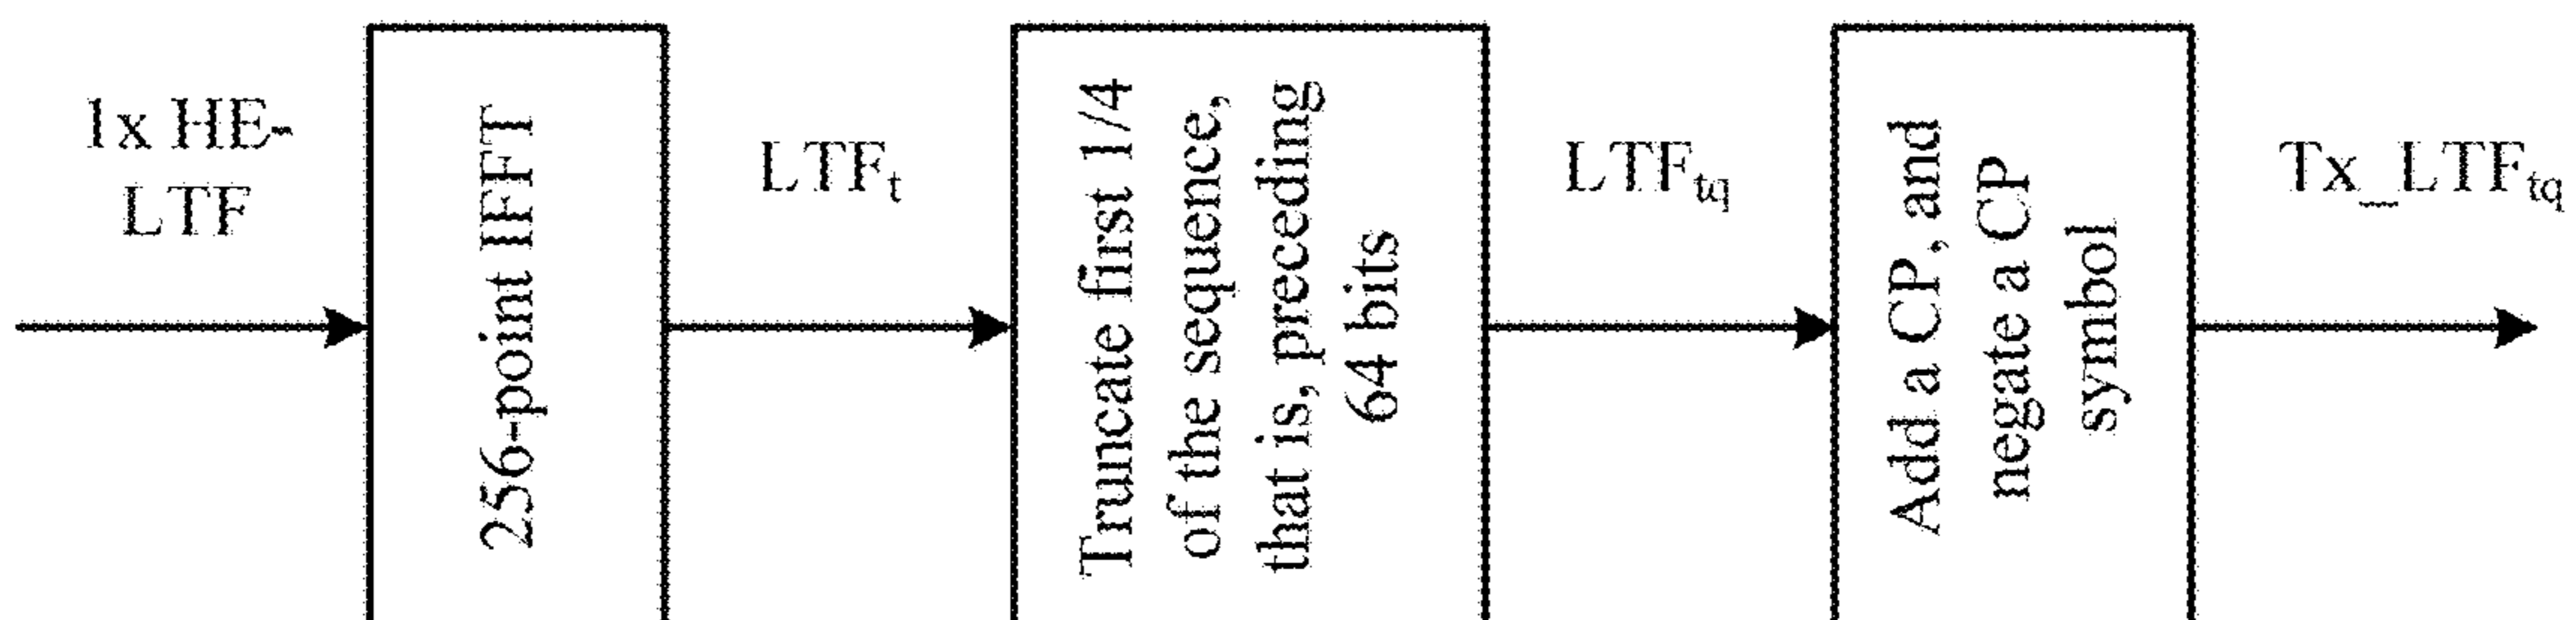 1x HE-
LTF
256-point IFFT
LTFt
Truncate first 1/4
of the sequence,
that is, preceding
64 bits
LTFtq
Add a CP, and
negate a CP
symbol
Tx_LTFtq